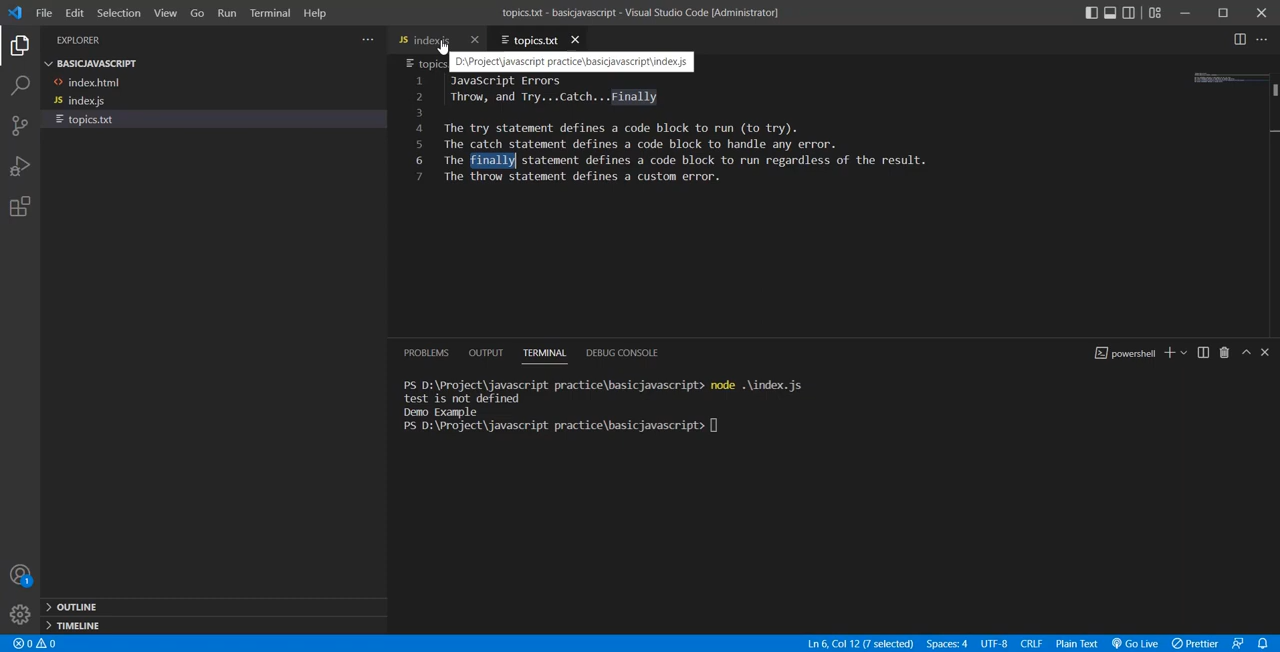 File Edit Selection View Go Run Terminal Help
topics.txt - basicjavascript - Visual Studio Code [Administrator]
EXPLORER
BASICJAVASCRIPT
index.html
JS index.js
topics.txt
OUTLINE
TIMELINE
JS index.js
topics.txt
topics
D:\Project\javascript practice\basicjavascript\index.js
1 JavaScript Errors
2 Throw, and Try...Catch...Finally
3
4 The try statement defines a code block to run (to try).
5 The catch statement defines a code block to handle any error.
6 The finally statement defines a code block to run regardless of the result.
7 The throw statement defines a custom error.
PROBLEMS OUTPUT TERMINAL DEBUG CONSOLE
powershell
PS D:\Project\javascript practice\basicjavascript> node .\index.js
test is not defined
Demo Example
PS D:\Project\javascript practice\basicjavascript>
1
0 0
Ln 6, Col 12 (7 selected) Spaces: 4 UTF-8 CRLF Plain Text Go Live Prettier